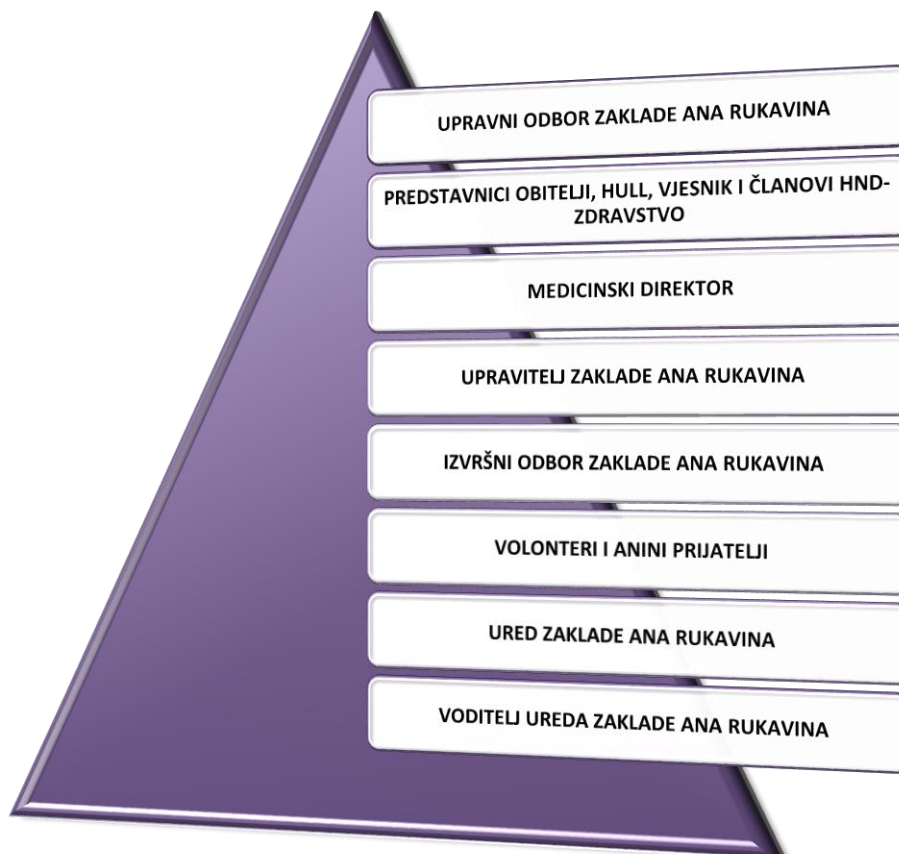 UPRAVNI ODBOR ZAKLADE ANA RUKAVINA
PREDSTAVNICI OBITELJI, HULL, VJESNIK I ČLANOVI HND-
ZDRAVSTVO
MEDICINSKI DIREKTOR
UPRAVITELJ ZAKLADE ANA RUKAVINA
IZVRŠNI ODBOR ZAKLADE ANA RUKAVINA
VOLONTERI I ANINI PRIJATELJI
URED ZAKLADE ANA RUKAVINA
VODITELJ UREDA ZAKLADE ANA RUKAVINA